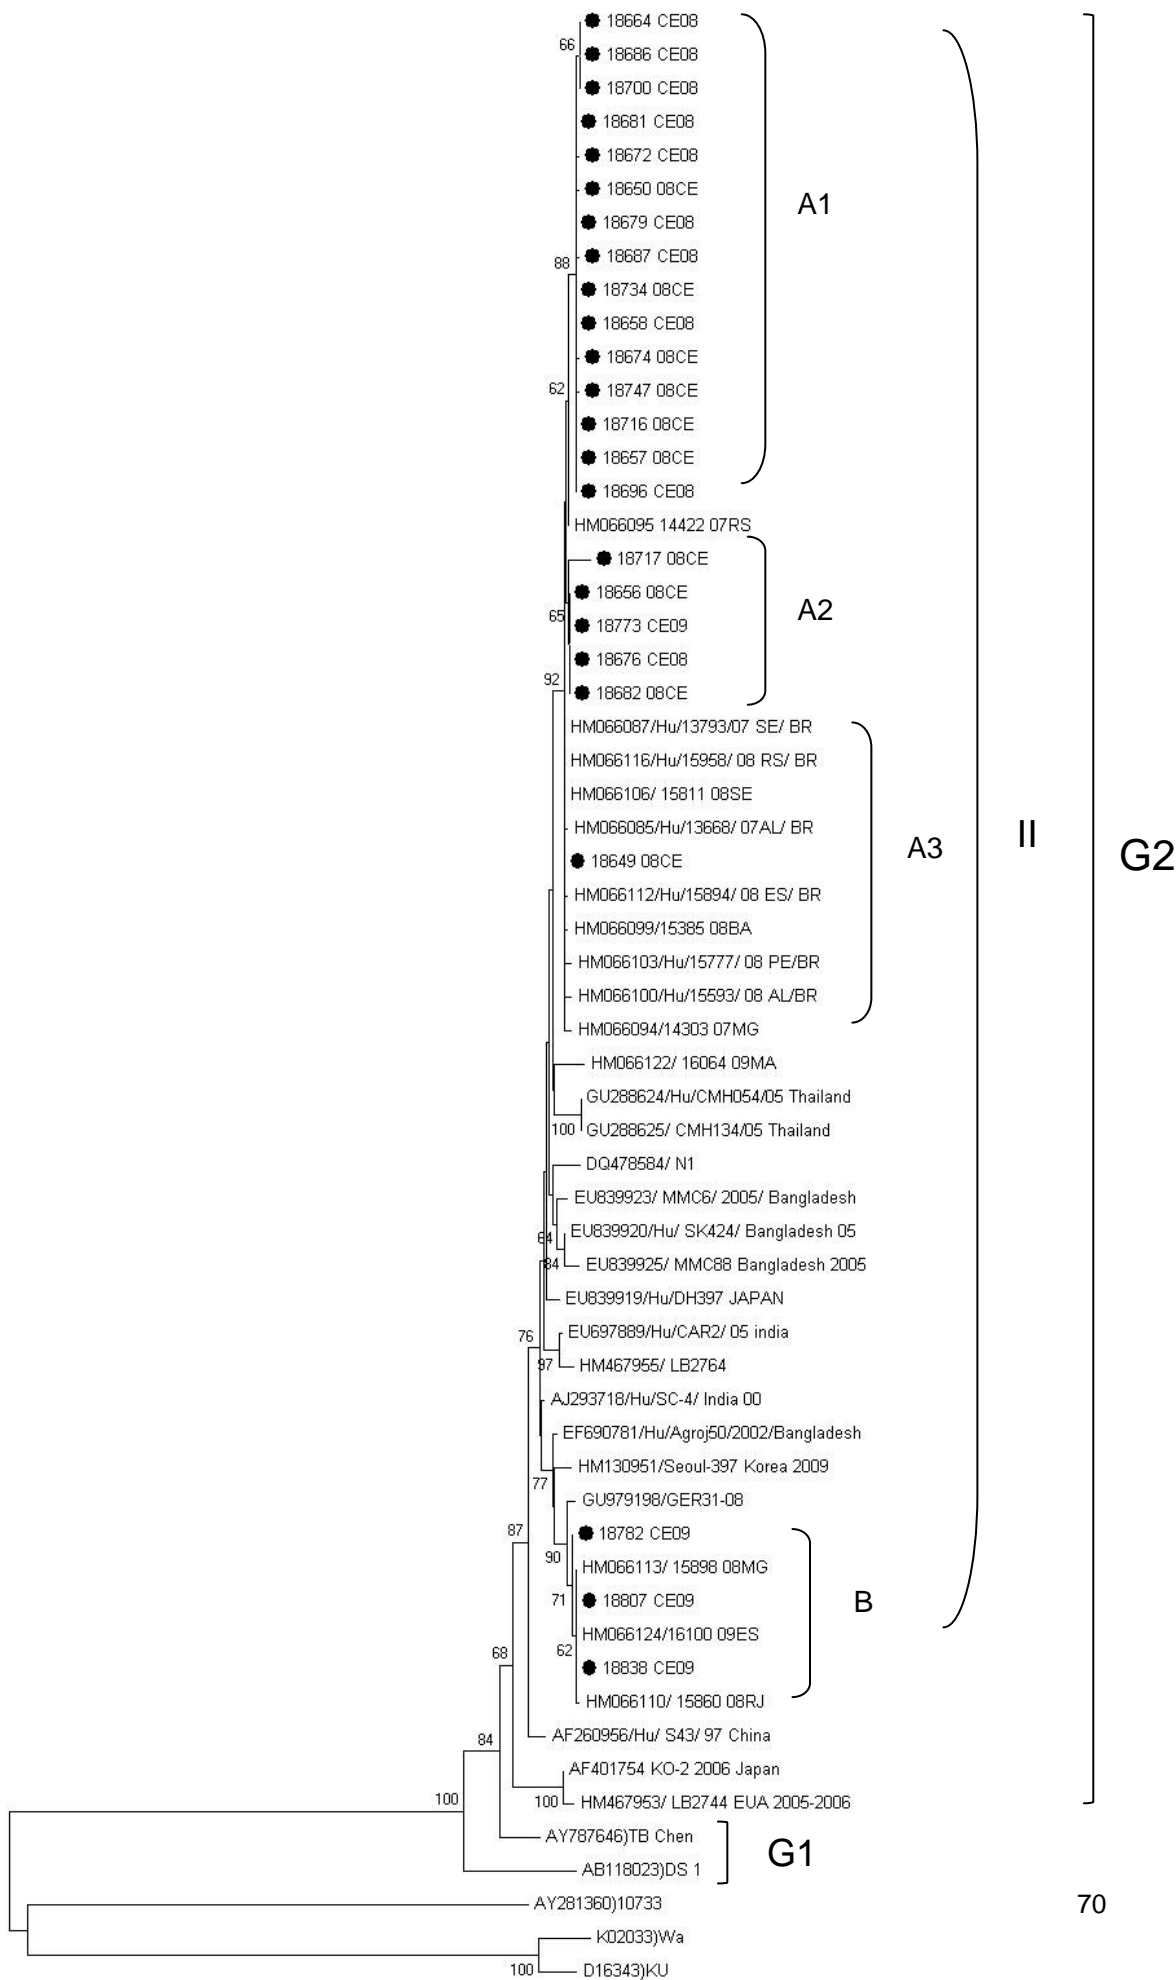 18664 CE08
66
18686 CE08
18700 CE08
18681 CE08
18672 CE08
18650 08CE
A1
18679 CE08
18687 CE08
88
18734 08CE
18658 CE08
18674 08CE
62
18747 08CE
18716 08CE
18657 08CE
18696 CE08
HM066095 14422 07RS
18717 08CE
18656 08CE
A2
65
18773 CE09
18676 CE08
92
18682 08CE
HM066087/Hu/13793/07 SE/ BR
HM066116/Hu/15958/ 08 RS/ BR
HM066106/ 15811 08SE
HM066085/Hu/13668/ 07AL/ BR
II
G2
A3
18649 08CE
HM066112/Hu/15894/ 08 ES/ BR
HM066099/15385 08BA
HM066103/Hu/15777/ 08 PE/BR
HM066100/Hu/15593/ 08 AL/BR
HM066094/14303 07MG
HM066122/ 16064 09MA
GU288624/Hu/CMH054/05 Thailand
100
GU288625/ CMH134/05 Thailand
DQ478584/ N1
EU839923/ MMC6/ 2005/ Bangladesh
EU839920/Hu/ SK424/ Bangladesh 05
64
84
EU839925/ MMC88 Bangladesh 2005
EU839919/Hu/DH397 JAPAN
76
EU697889/Hu/CAR2/ 05 india
97
HM467955/ LB2764
AJ293718/Hu/SC-4/ India 00
EF690781/Hu/Agroj50/2002/Bangladesh
HM130951/Seoul-397 Korea 2009
77
GU979198/GER31-08
87
18782 CE09
90
HM066113/ 15898 08MG
71
18807 CE09
B
HM066124/16100 09ES
62
68
18838 CE09
HM066110/ 15860 08RJ
AF260956/Hu/ S43/ 97 China
84
AF401754 KO-2 2006 Japan
100
100
HM467953/ LB2744 EUA 2005-2006
AY787646)TB Chen
G1
AB118023)DS 1
AY281360)10733
70
K02033)Wa
100
D16343)KU